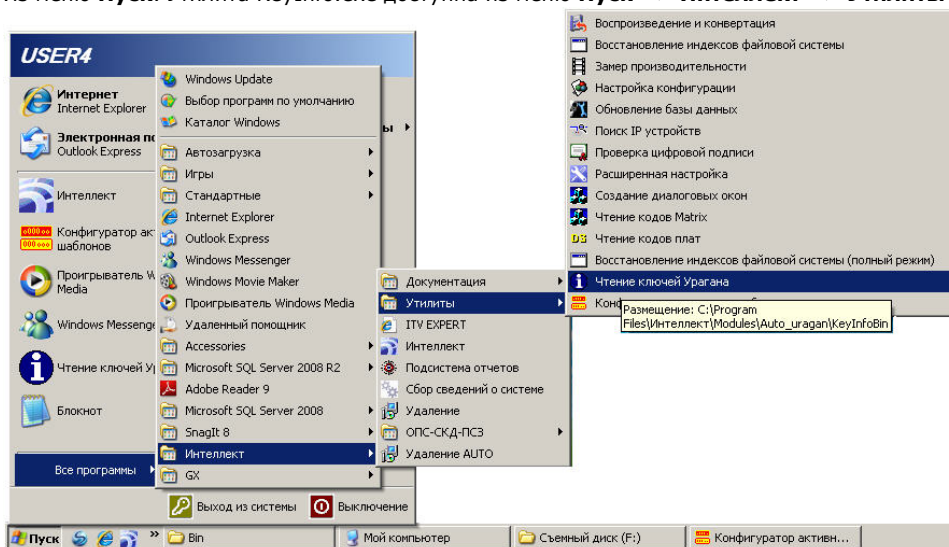 USER4
Интернет
Internet Explorer
Электронная по
Outlook Express
Интеллект
Конфигуратор ак
шаблонов
Проигрыватель W
Media
Windows Messenge
Чтение ключей У
Блокнот
Все программы
Выход из системы
Выключение
Windows Update
Выбор программ по умолчанию
Каталог Windows
Автозагрузка
Игры
Стандартные
Internet Explorer
Outlook Express
Windows Messenger
Windows Movie Maker
Проигрыватель Windows Media
Удаленный помощник
Accessories
Microsoft SQL Server 2008 R2
Adobe Reader 9
Microsoft SQL Server 2008
SnagIt 8
Интеллект
GX
ы
Документация
Утилиты
ITV EXPERT
Интеллект
Подсистема отчетов
Сбор сведений о системе
Удаление
ОПС-СКД-ПСЗ
Удаление AUTO
Воспроизведение и конвертация
Восстановление индексов файловой системы
Замер производительности
Настройка конфигурации
Обновление базы данных
Поиск IP устройств
Проверка цифровой подписи
Расширенная настройка
Создание диалоговых окон
Чтение кодов Matrix
Чтение кодов плат
Восстановление индексов файловой системы (полный режим)
Чтение ключей Урагана
Размещение: C:\Program
Files\Интеллект\Modules\Auto_uragan\KeyInfoBin
Пуск
Bin
Мой компьютер
Съемный диск (F:)
Конфигуратор активн...